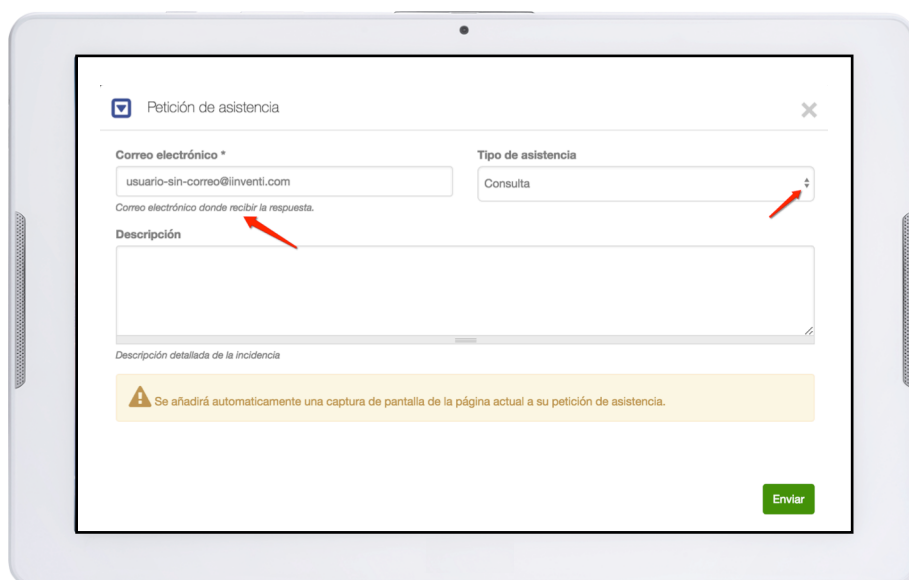 Petición de asistencia
Correo electrónico *
Tipo de asistencia
usuario-sin-correo@iinventi.com
Consulta
Correo electrónico donde recibir la respuesta.
Descripción
Descripción detallada de la incidencia
Se añadirá automaticamente una captura de pantalla de la página actual a su petición de asistencia.
Enviar